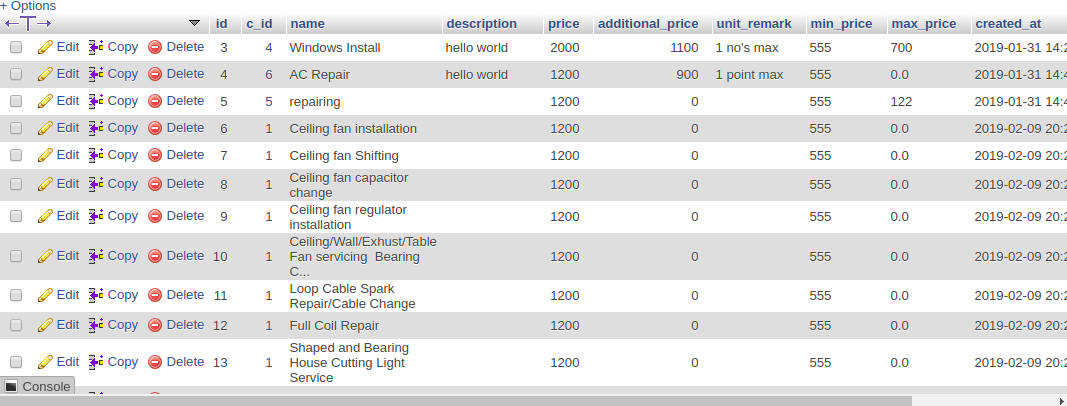 + Options
id c_id name description price additional_price unit_remark min_price max_price created_at
Edit Copy Delete 3 4 Windows Install hello world 2000 1100 1 no's max 555 700 2019-01-31 14:2
Edit Copy Delete 4 6 AC Repair hello world 1200 900 1 point max 555 0.0 2019-01-31 14:4
Edit Copy Delete 5 5 repairing 1200 0 555 122 2019-01-31 14:4
Edit Copy Delete 6 1 Ceiling fan installation 1200 0 555 0.0 2019-02-09 20:2
Edit Copy Delete 7 1 Ceiling fan Shifting 1200 0 555 0.0 2019-02-09 20:2
Edit Copy Delete 8 1 Ceiling fan capacitor
change 1200 0 555 0.0 2019-02-09 20:2
Edit Copy Delete 9 1 Ceiling fan regulator
installation 1200 0 555 0.0 2019-02-09 20:2
Edit Copy Delete 10 1 Ceiling/Wall/Exhust/Table
Fan servicing Bearing
C... 1200 0 555 0.0 2019-02-09 20:2
Edit Copy Delete 11 1 Loop Cable Spark
Repair/Cable Change 1200 0 555 0.0 2019-02-09 20:2
Edit Copy Delete 12 1 Full Coil Repair 1200 0 555 0.0 2019-02-09 20:2
Edit Copy Delete 13 1 Shaped and Bearing
House Cutting Light
Service 1200 0 555 0.0 2019-02-09 20:2
Console